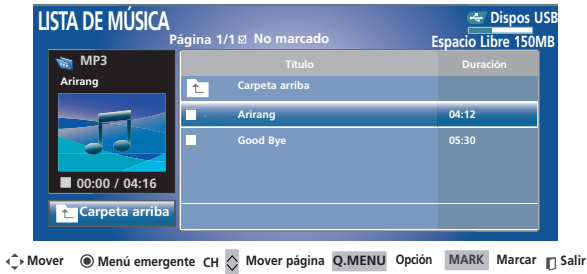 LISTA DE MÚSICA
Dispos USB
Página 1/1 ☑ No marcado
Espacio Libre 150MB
MP3
Arirang
00:00 / 04:16
Carpeta arriba
Título Duración
Carpeta arriba
Arirang 04:12
Good Bye 05:30
Mover Menú emergente CH Mover página Q.MENU Opción MARK Marcar Salir